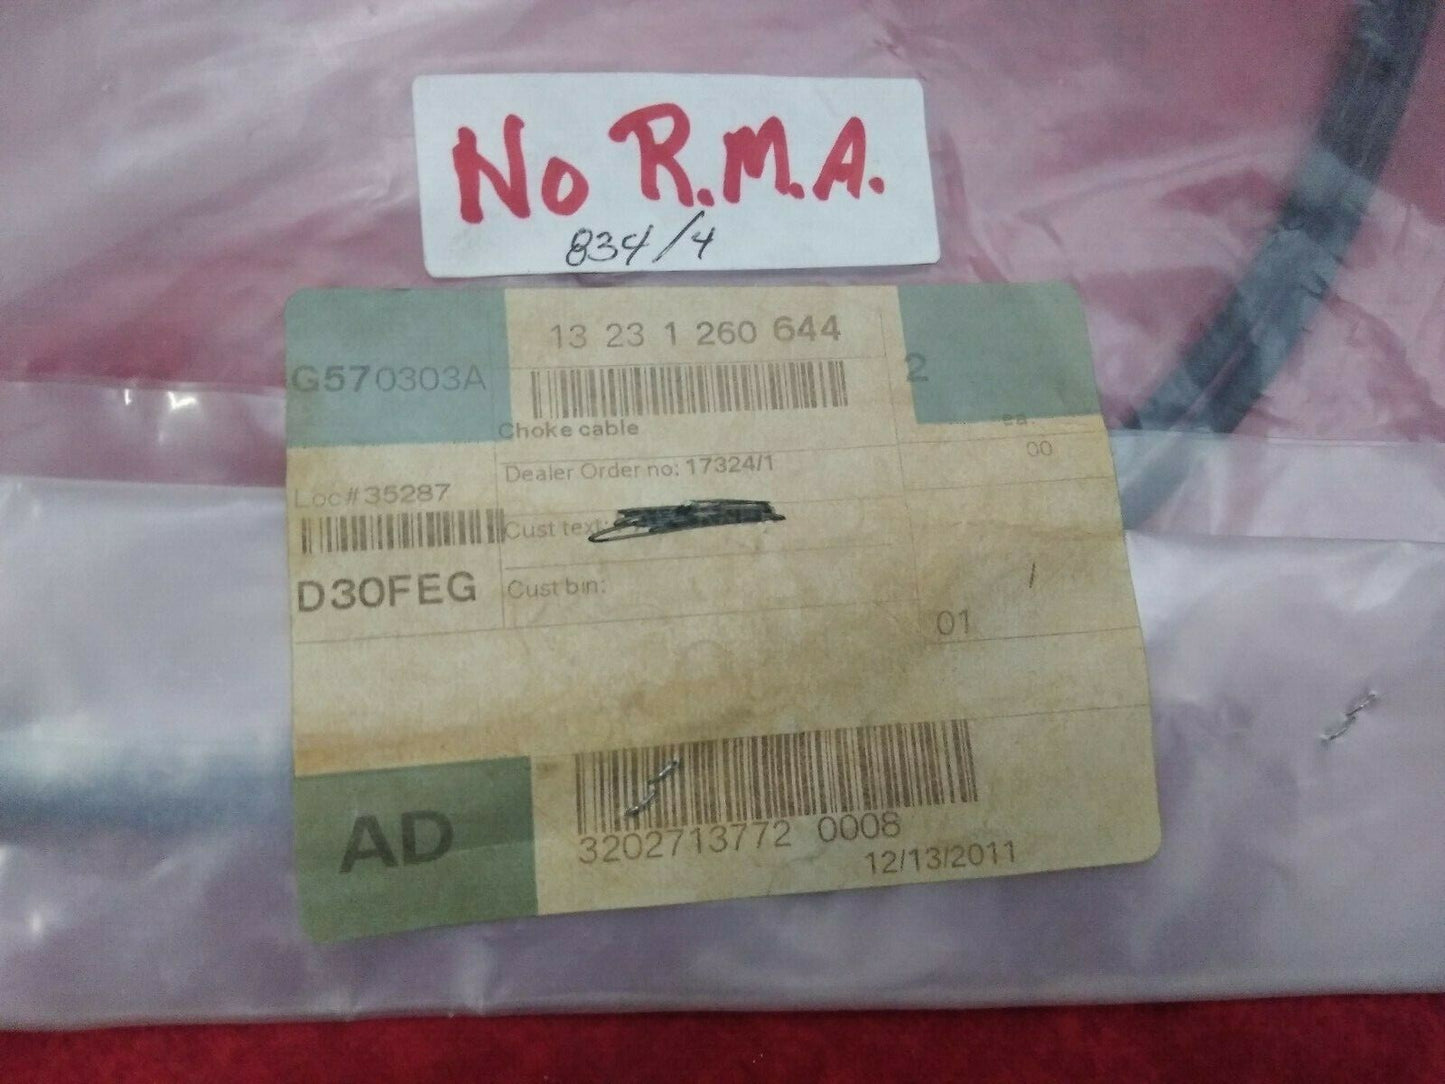 No R.M.A.
834/4
13 23 1 260 644
G570303A
2
Choke cable
ea.
00
Dealer Order no: 17324/1
Loc# 35287
Cust text:
D30FEG
Cust bin:
/
01
AD
3202713772 0008
12/13/2011